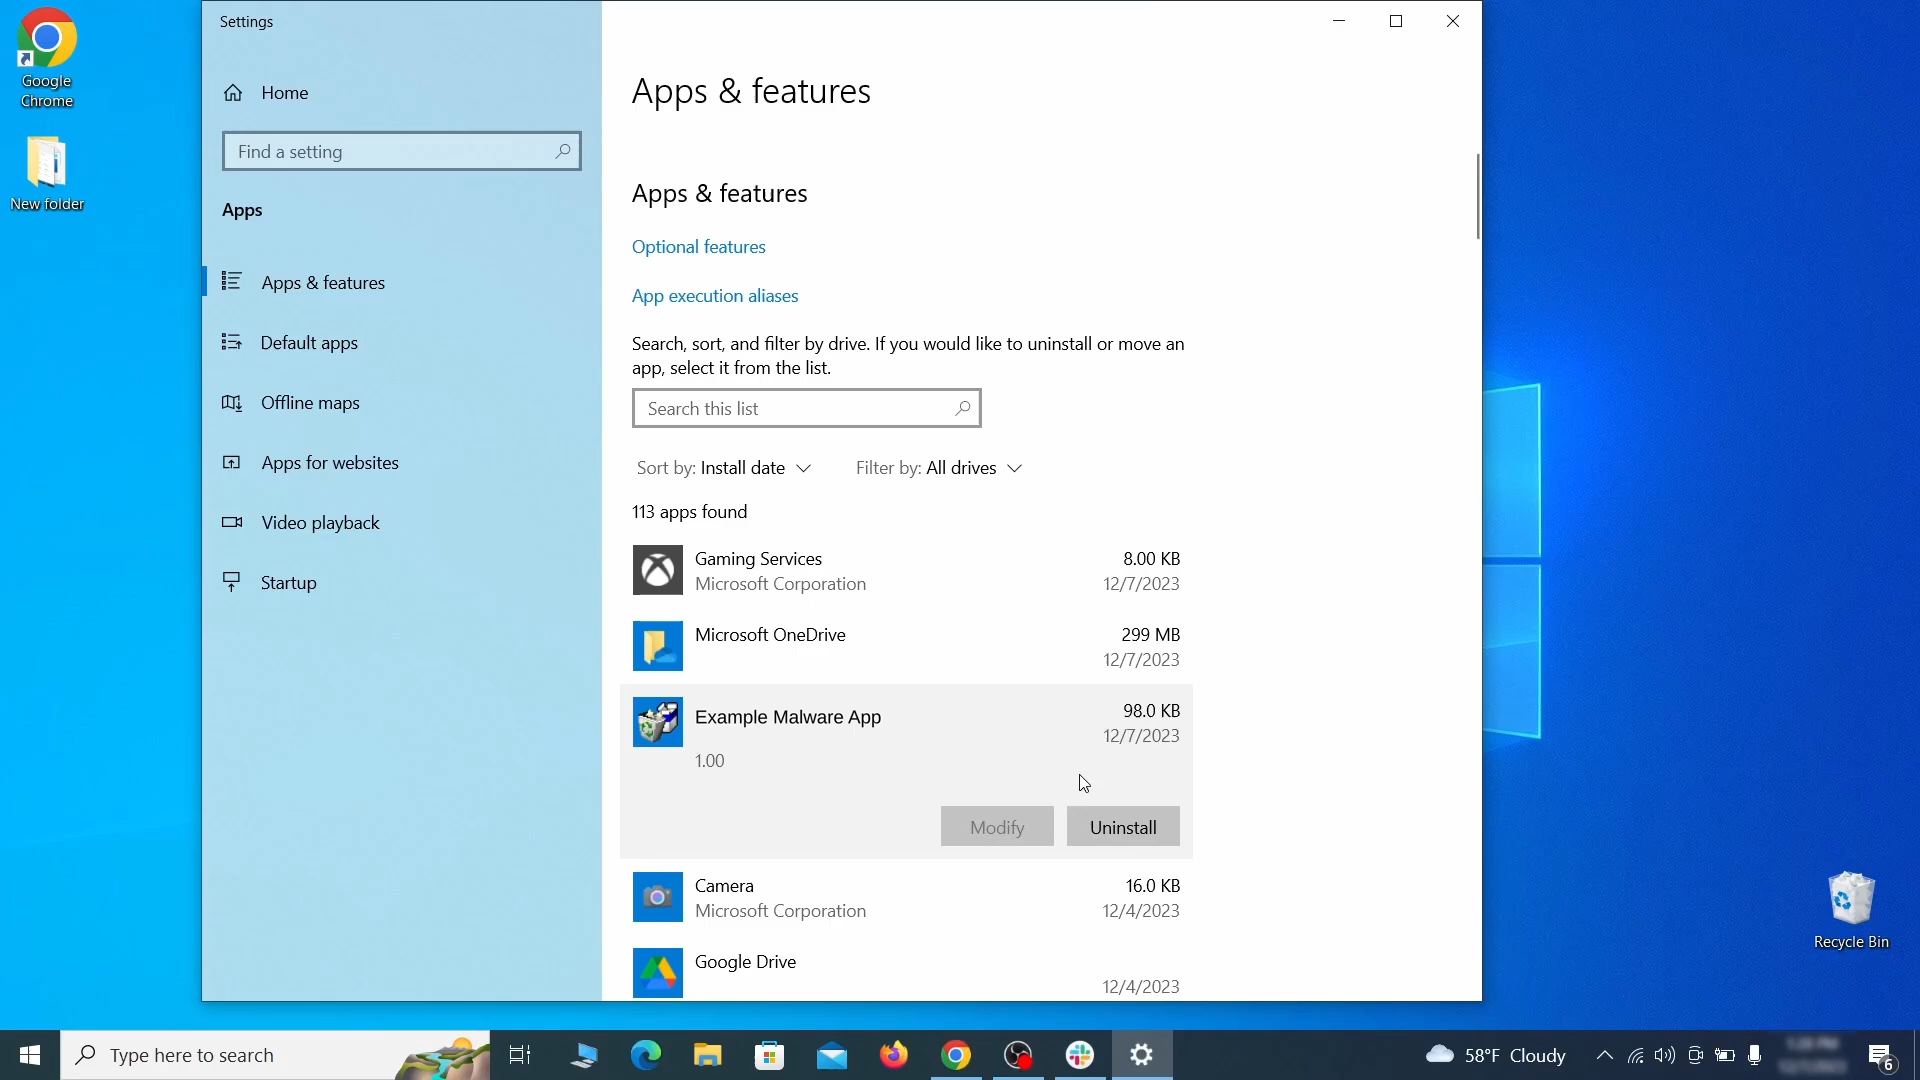 Google
Chrome
New folder
Settings
Home
Find a setting
Apps
Apps & features
Default apps
Offline maps
Apps for websites
Video playback
Startup
Apps & features
Apps & features
Optional features
App execution aliases
Search, sort, and filter by drive. If you would like to uninstall or move an
app, select it from the list.
Search this list
Sort by: Install date Filter by: All drives
113 apps found
Gaming Services 8.00 KB
Microsoft Corporation 12/7/2023
Microsoft OneDrive 299 MB
12/7/2023
Example Malware App 98.0 KB
12/7/2023
1.00
Modify Uninstall
Camera 16.0 KB
Microsoft Corporation 12/4/2023
Google Drive
12/4/2023
Recycle Bin
Type here to search
58°F Cloudy
6